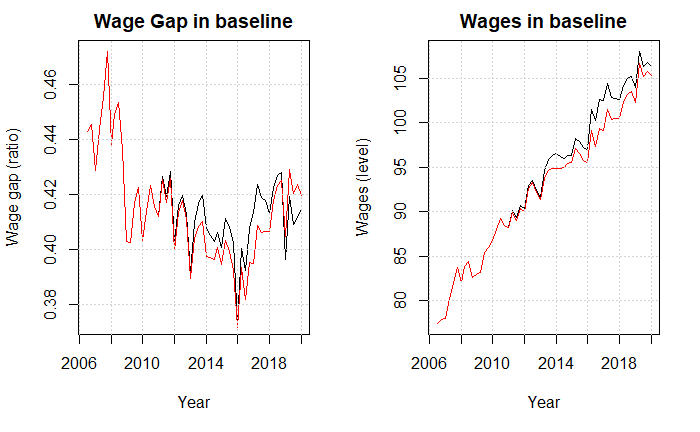 Wage Gap in baseline
Wage gap (ratio)
0.46
0.44
0.42
0.40
0.38
2006 2010 2014 2018
Year
Wages in baseline
Wages (level)
105
100
95
90
85
80
2006 2010 2014 2018
Year